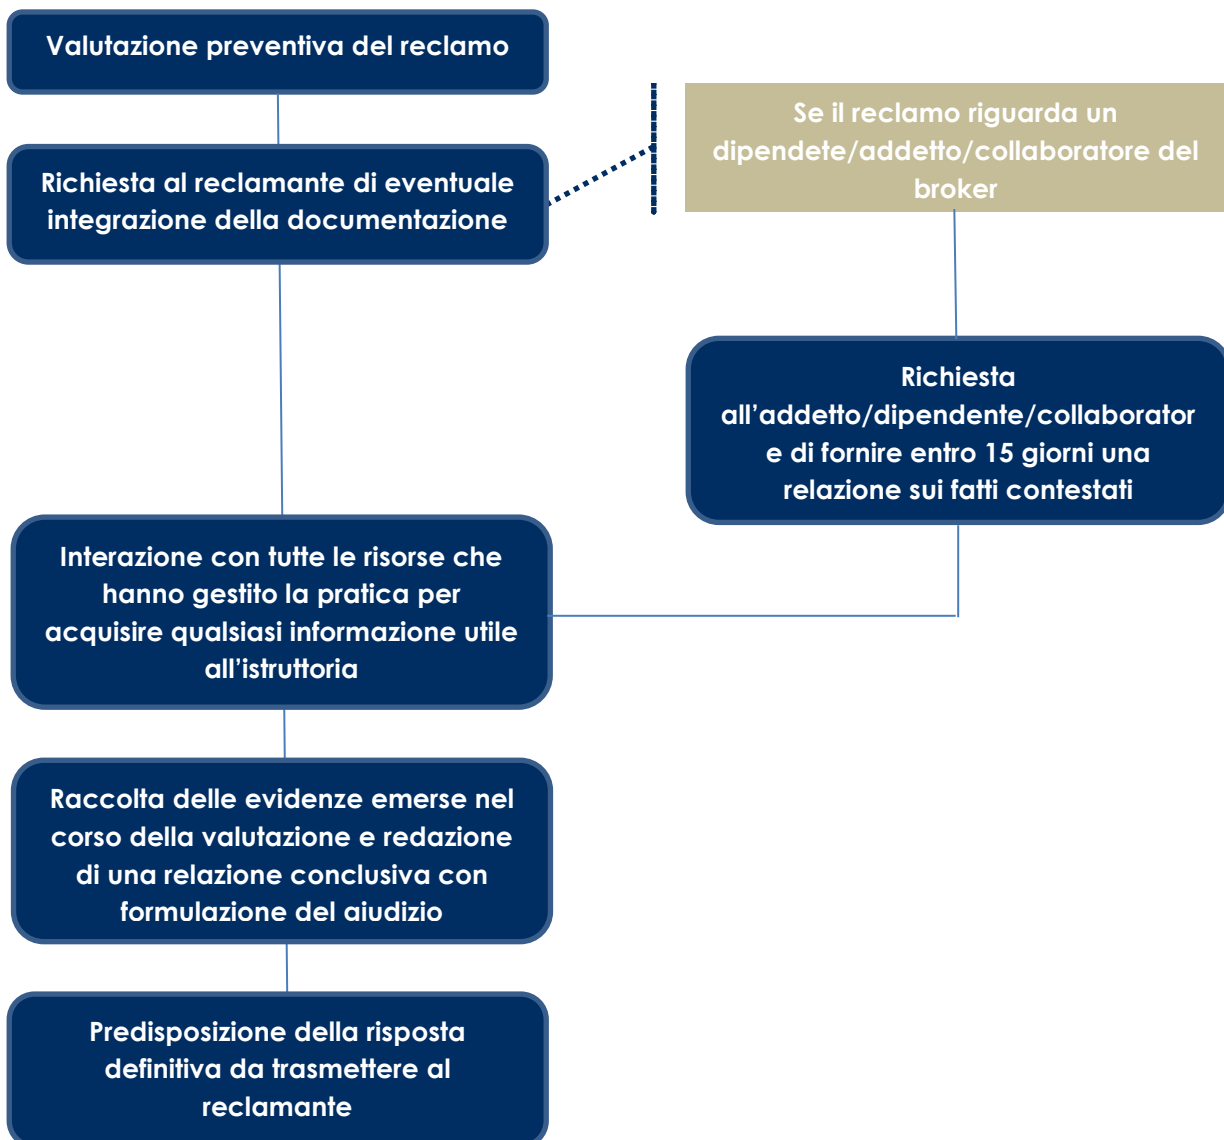 Valutazione preventiva del reclamo
Richiesta al reclamante di eventuale
integrazione della documentazione
Se il reclamo riguarda un
dipendete/addetto/collaboratore del
broker
Richiesta
all’addetto/dipendente/collaborator
e di fornire entro 15 giorni una
relazione sui fatti contestati
Interazione con tutte le risorse che
hanno gestito la pratica per
acquisire qualsiasi informazione utile
all’istruttoria
Raccolta delle evidenze emerse nel
corso della valutazione e redazione
di una relazione conclusiva con
formulazione del giudizio
Predisposizione della risposta
definitiva da trasmettere al
reclamante